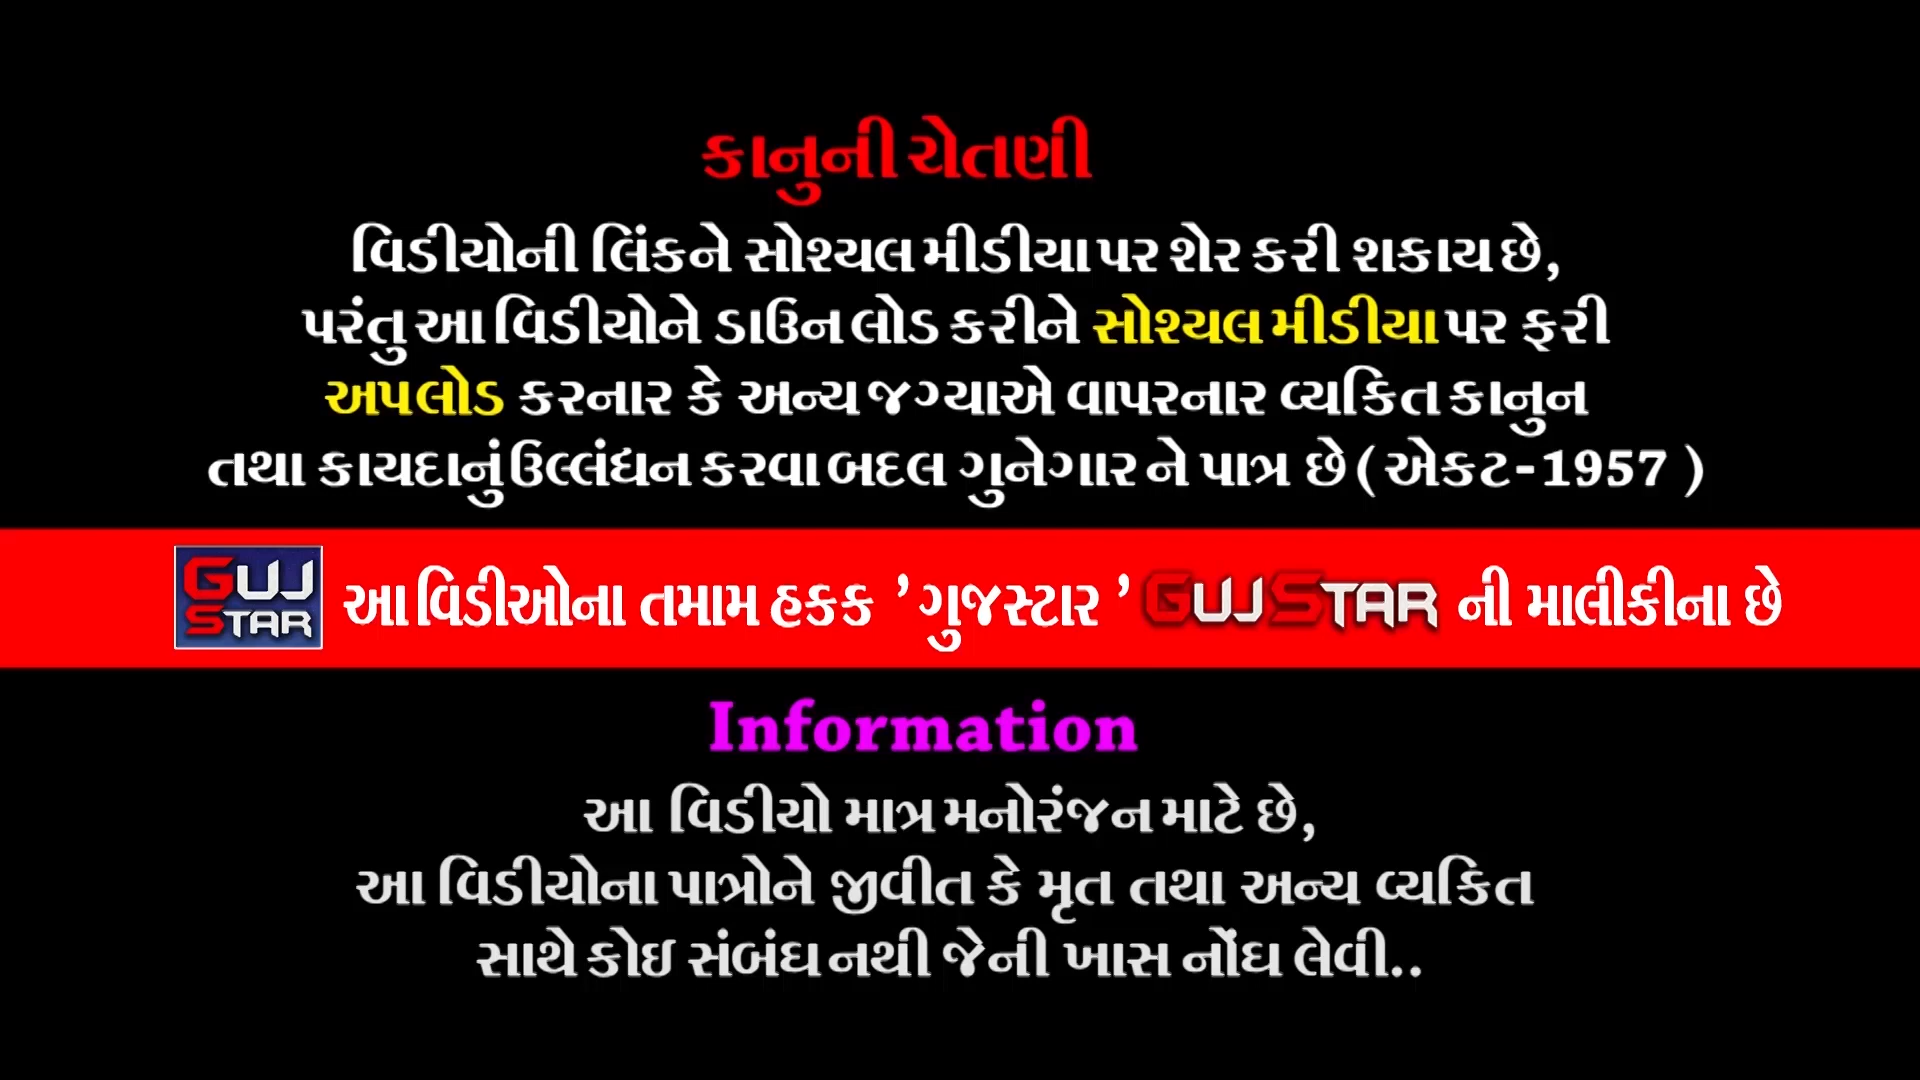 કાનુની ચેતણી
વિડીયોની લિંકને સોશ્યલ મીડીયા પર શેર કરી શકાય છે,
પરંતુ આ વિડીયોને ડાઉન લોડ કરીને સોશ્યલ મીડીયા પર ફરી
અપલોડ કરનાર કે અન્ય જગ્યાએ વાપરનાર વ્યકિત કાનુન
તથા કાયદાનું ઉલ્લંઘન કરવા બદલ ગુનેગાર ને પાત્ર છે ( એકટ-1957 )
GUJ STAR આ વિડીઓના તમામ હકક ' ગુજસ્ટાર ' GUJSTAR ની માલીકીના છે
Information
આ વિડીયો માત્ર મનોરંજન માટે છે,
આ વિડીયોના પાત્રોને જીવીત કે મૃત તથા અન્ય વ્યકિત
સાથે કોઇ સંબંઘ નથી જેની ખાસ નોંઘ લેવી..